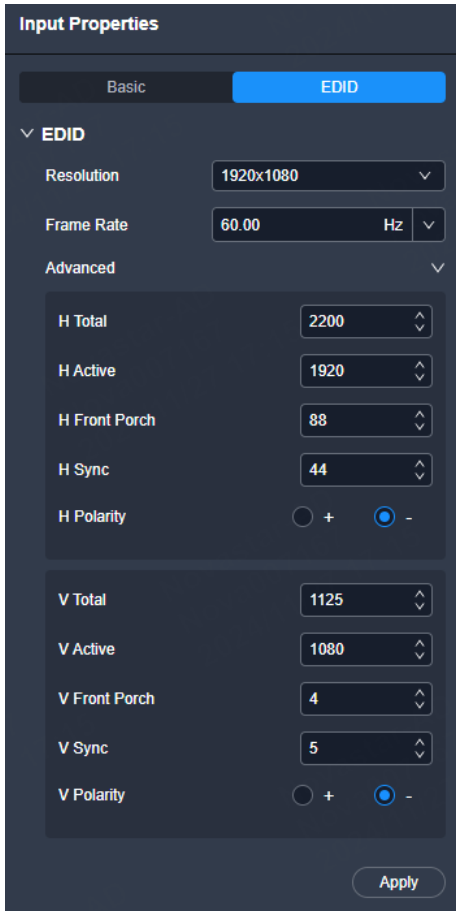 Input Properties
Basic EDID
EDID
Resolution 1920x1080
Frame Rate 60.00 Hz
Advanced
H Total 2200
H Active 1920
H Front Porch 88
H Sync 44
H Polarity + -
V Total 1125
V Active 1080
V Front Porch 4
V Sync 5
V Polarity + -
Apply